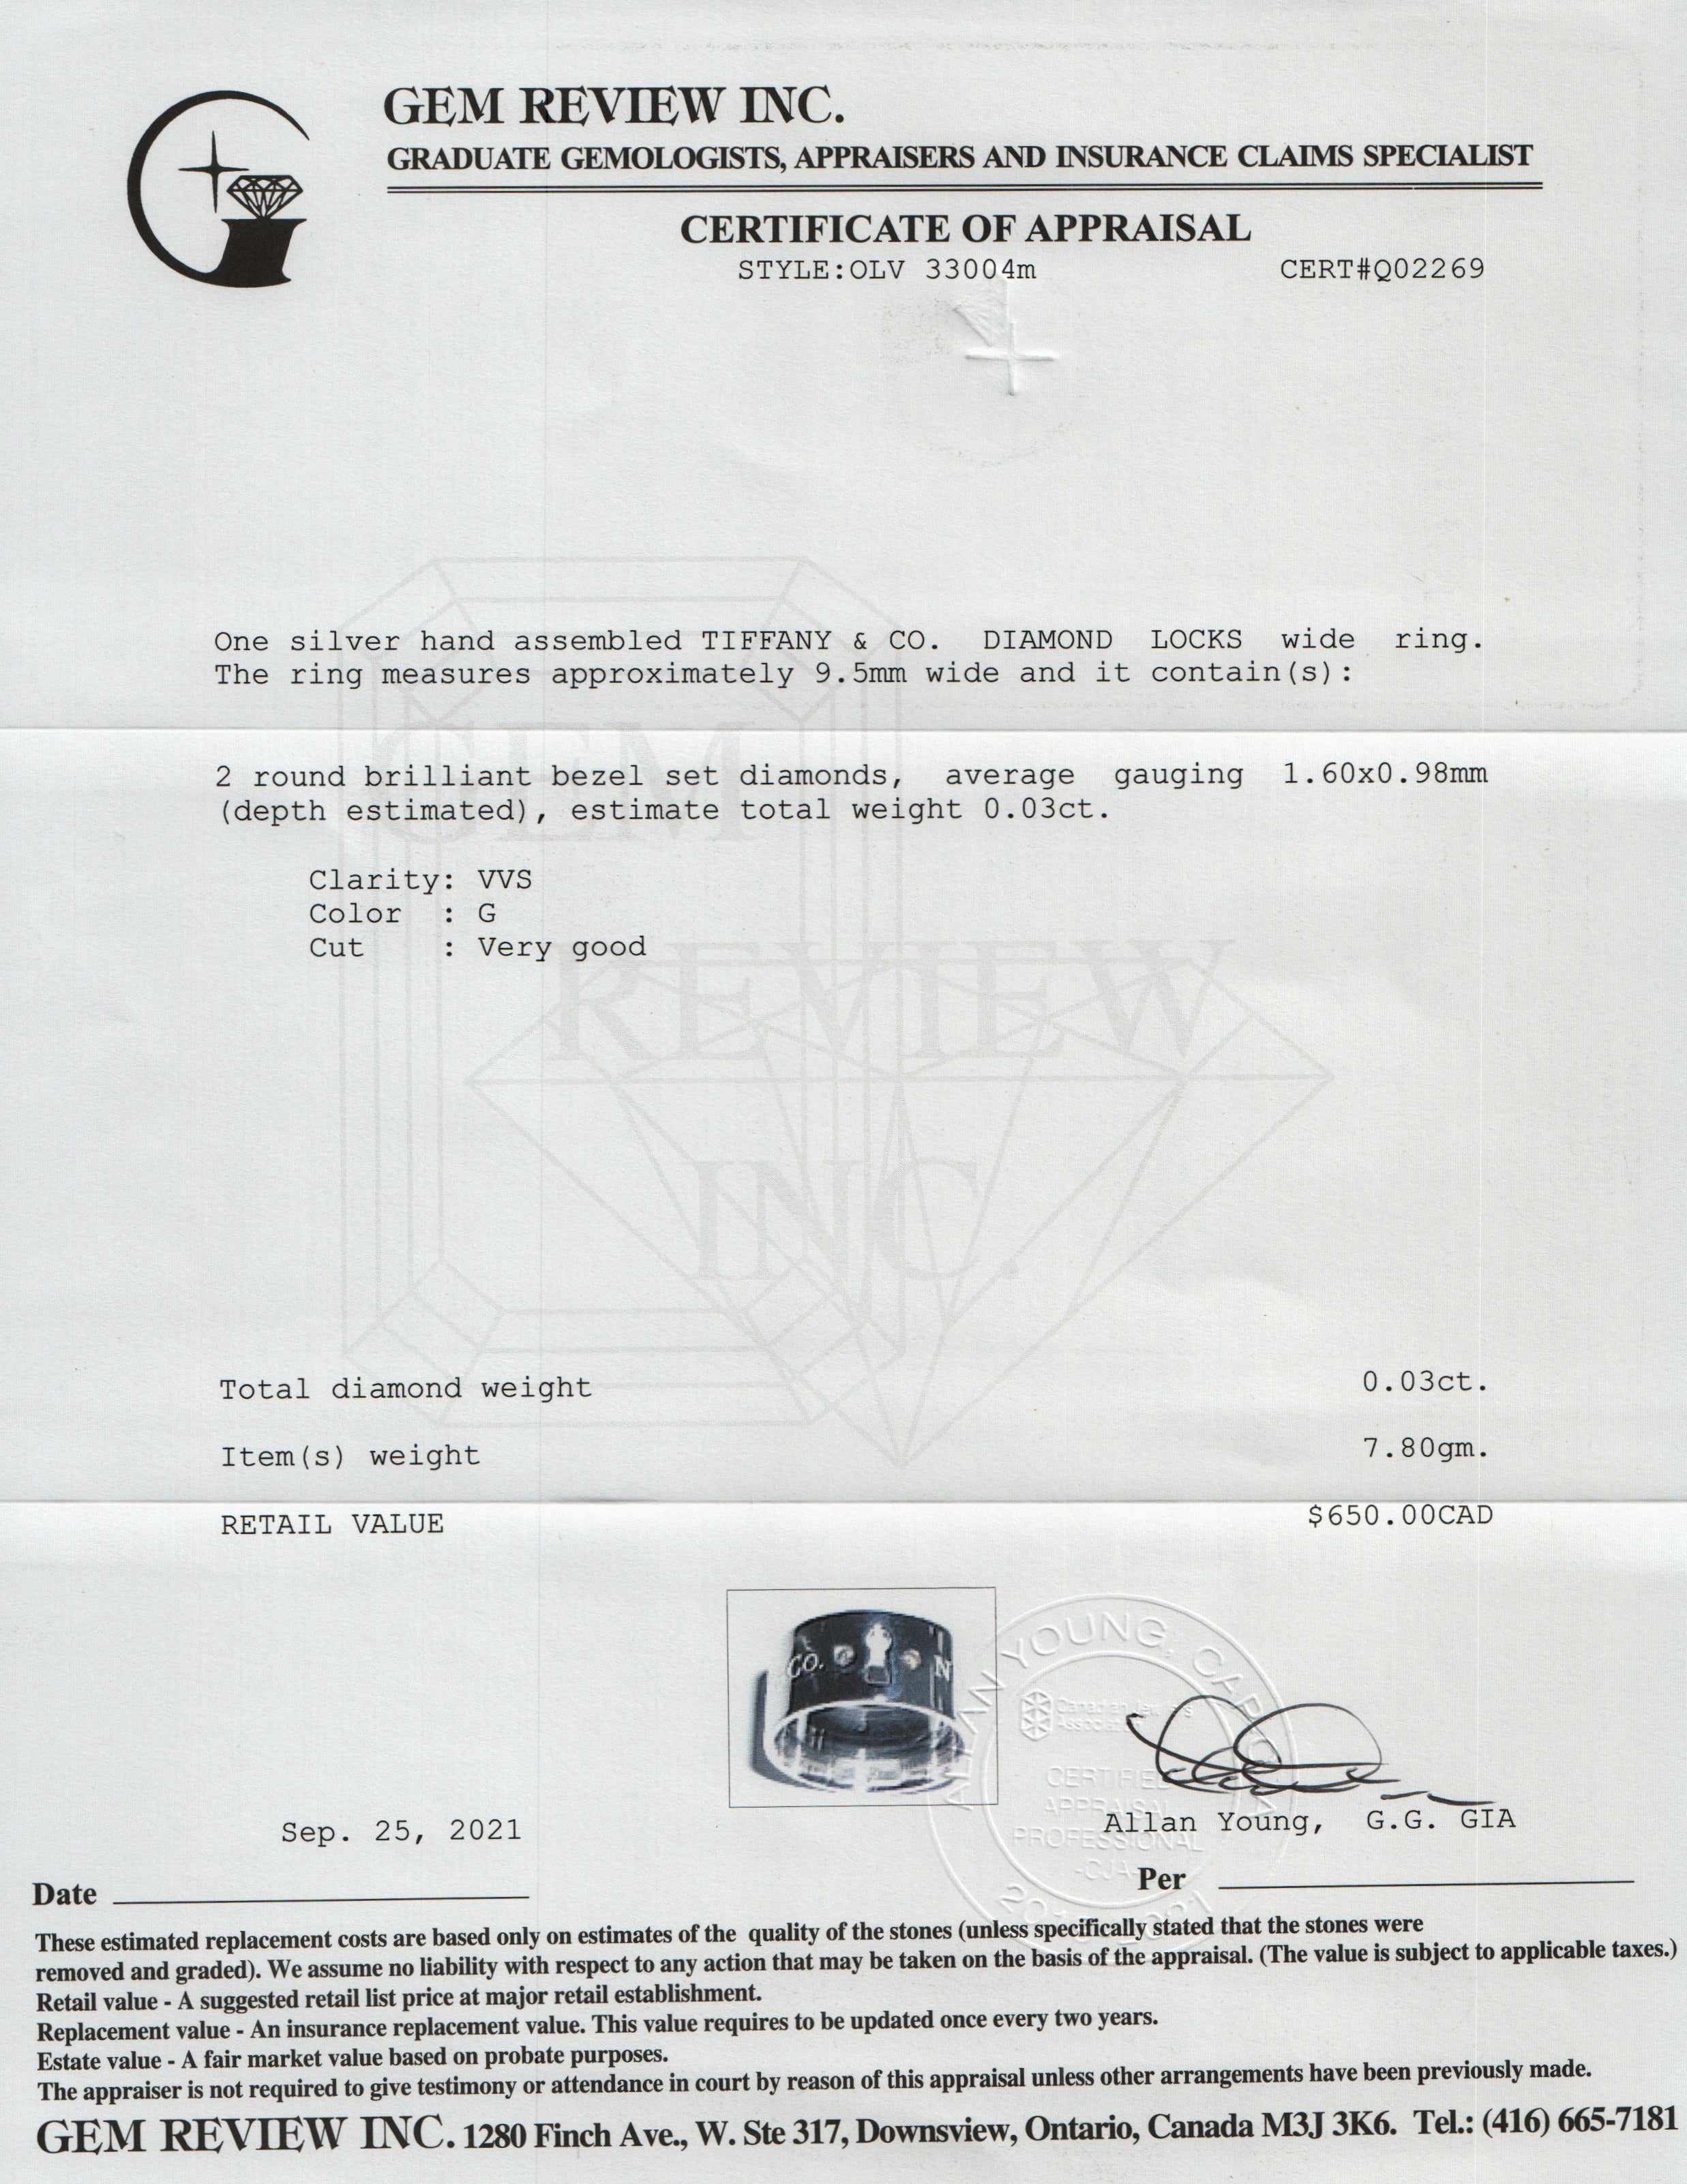 GEM REVIEW INC.
GRADUATE GEMOLOGISTS, APPRAISERS AND INSURANCE CLAIMS SPECIALIST
CERTIFICATE OF APPRAISAL
STYLE:OLV 33004m CERT#Q02269
One silver hand assembled TIFFANY & CO. DIAMOND LOCKS wide ring.
The ring measures approximately 9.5mm wide and it contain(s):
GEM
2 round brilliant bezel set diamonds, average gauging 1.60x0.98mm
(depth estimated), estimate total weight 0.03ct.
Clarity: VVS
Color : G
Cut : Very good
REVIEW
INC.
Total diamond weight 0.03ct.
Item(s) weight 7.80gm.
RETAIL VALUE $650.00CAD
CO. N
ALLAN YOUNG, CAP-CJA
Canadian Jewellers
Association
CERTIFIED
APPRAISAL
PROFESSIONAL
-CJA-
Sep. 25, 2021
Allan Young, G.G. GIA
Date
Per
These estimated replacement costs are based only on estimates of the quality of the stones (unless specifically stated that the stones were
removed and graded). We assume no liability with respect to any action that may be taken on the basis of the appraisal. (The value is subject to applicable taxes.)
Retail value - A suggested retail list price at major retail establishment.
Replacement value - An insurance replacement value. This value requires to be updated once every two years.
Estate value - A fair market value based on probate purposes.
The appraiser is not required to give testimony or attendance in court by reason of this appraisal unless other arrangements have been previously made.
GEM REVIEW INC. 1280 Finch Ave., W. Ste 317, Downsview, Ontario, Canada M3J 3K6. Tel.: (416) 665-7181